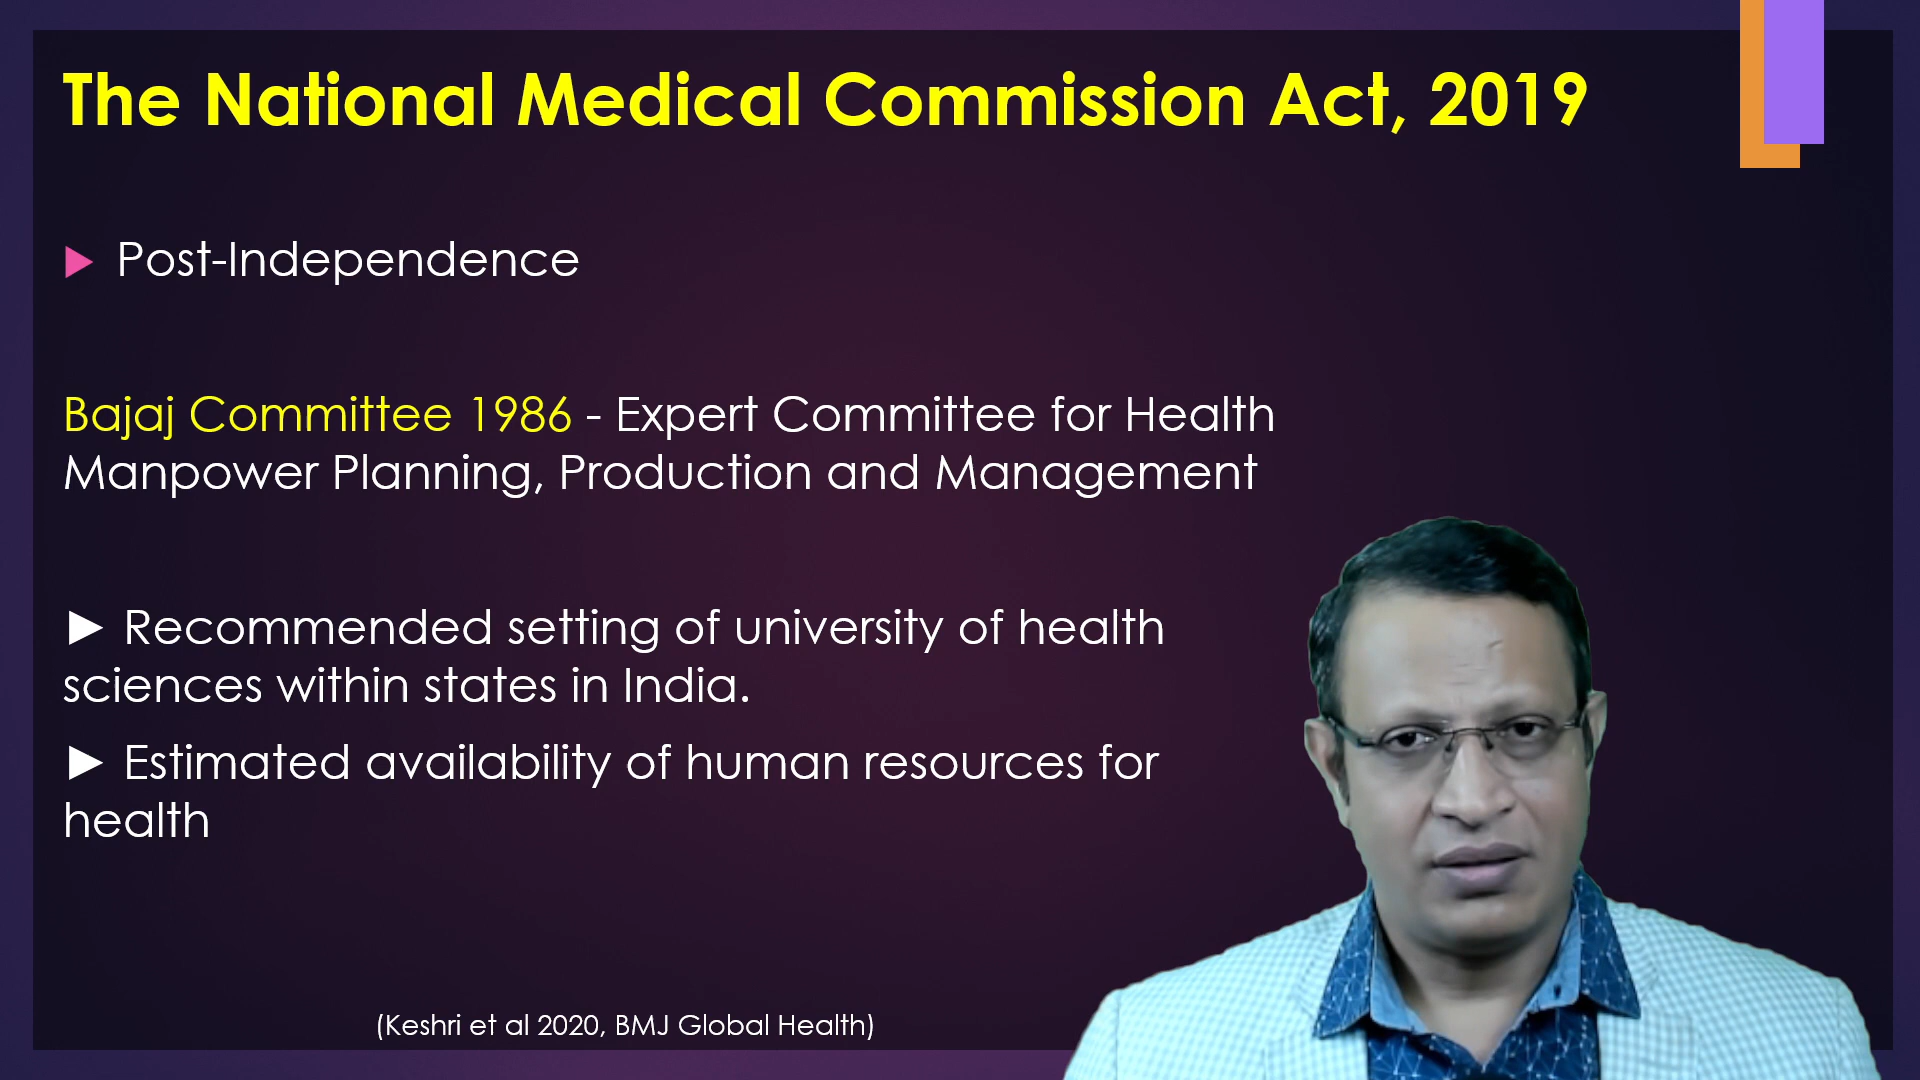 The National Medical Commission Act, 2019
▶ Post-Independence
Bajaj Committee 1986 - Expert Committee for Health
Manpower Planning, Production and Management
► Recommended setting of university of health
sciences within states in India.
► Estimated availability of human resources for
health
(Keshri et al 2020, BMJ Global Health)